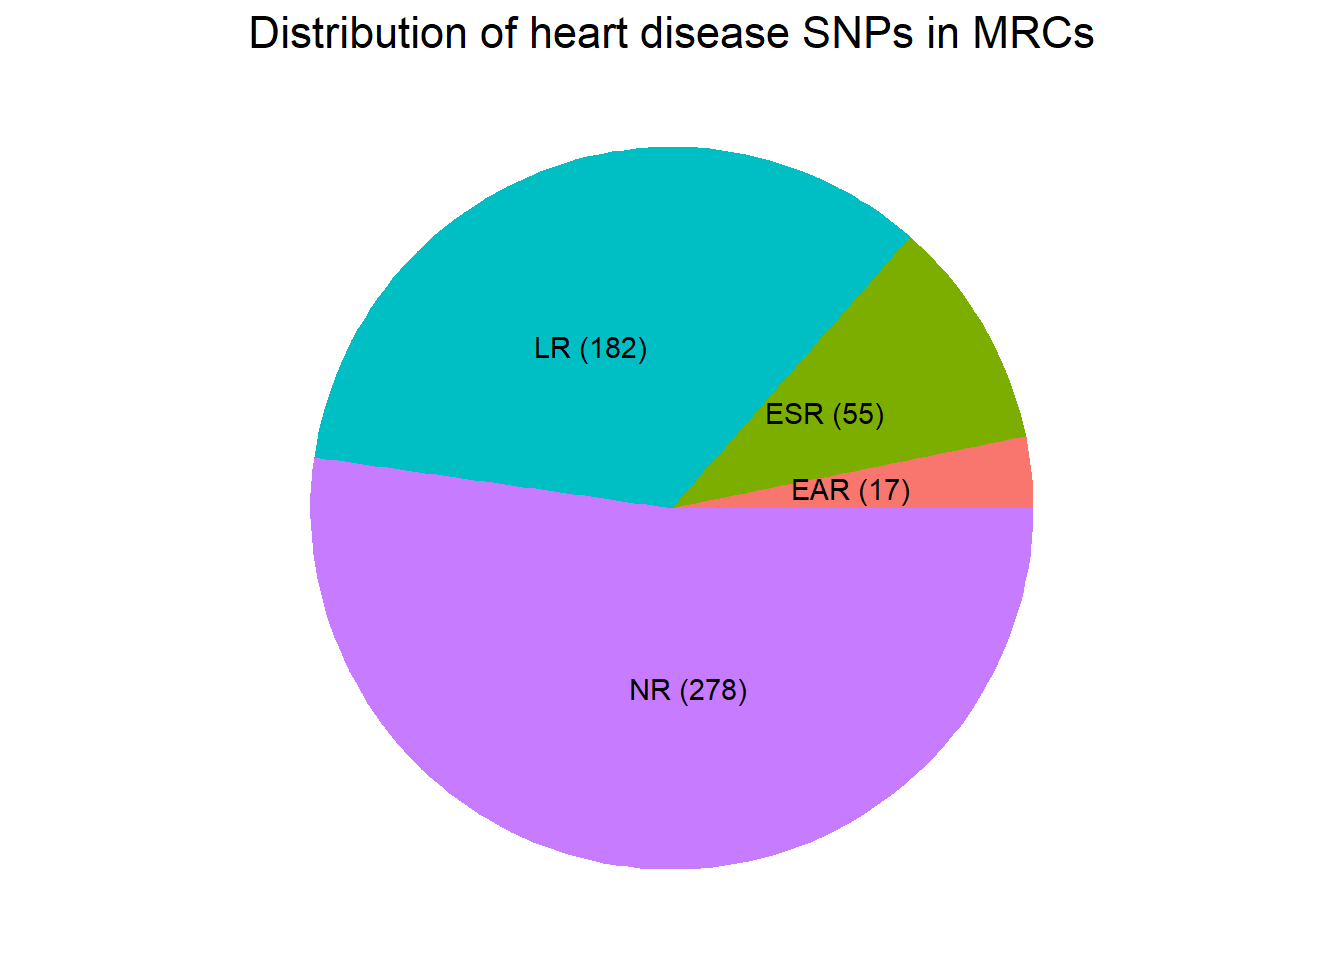 Distribution of heart disease SNPs in MRCs
LR (182)
ESR (55)
EAR (17)
NR (278)